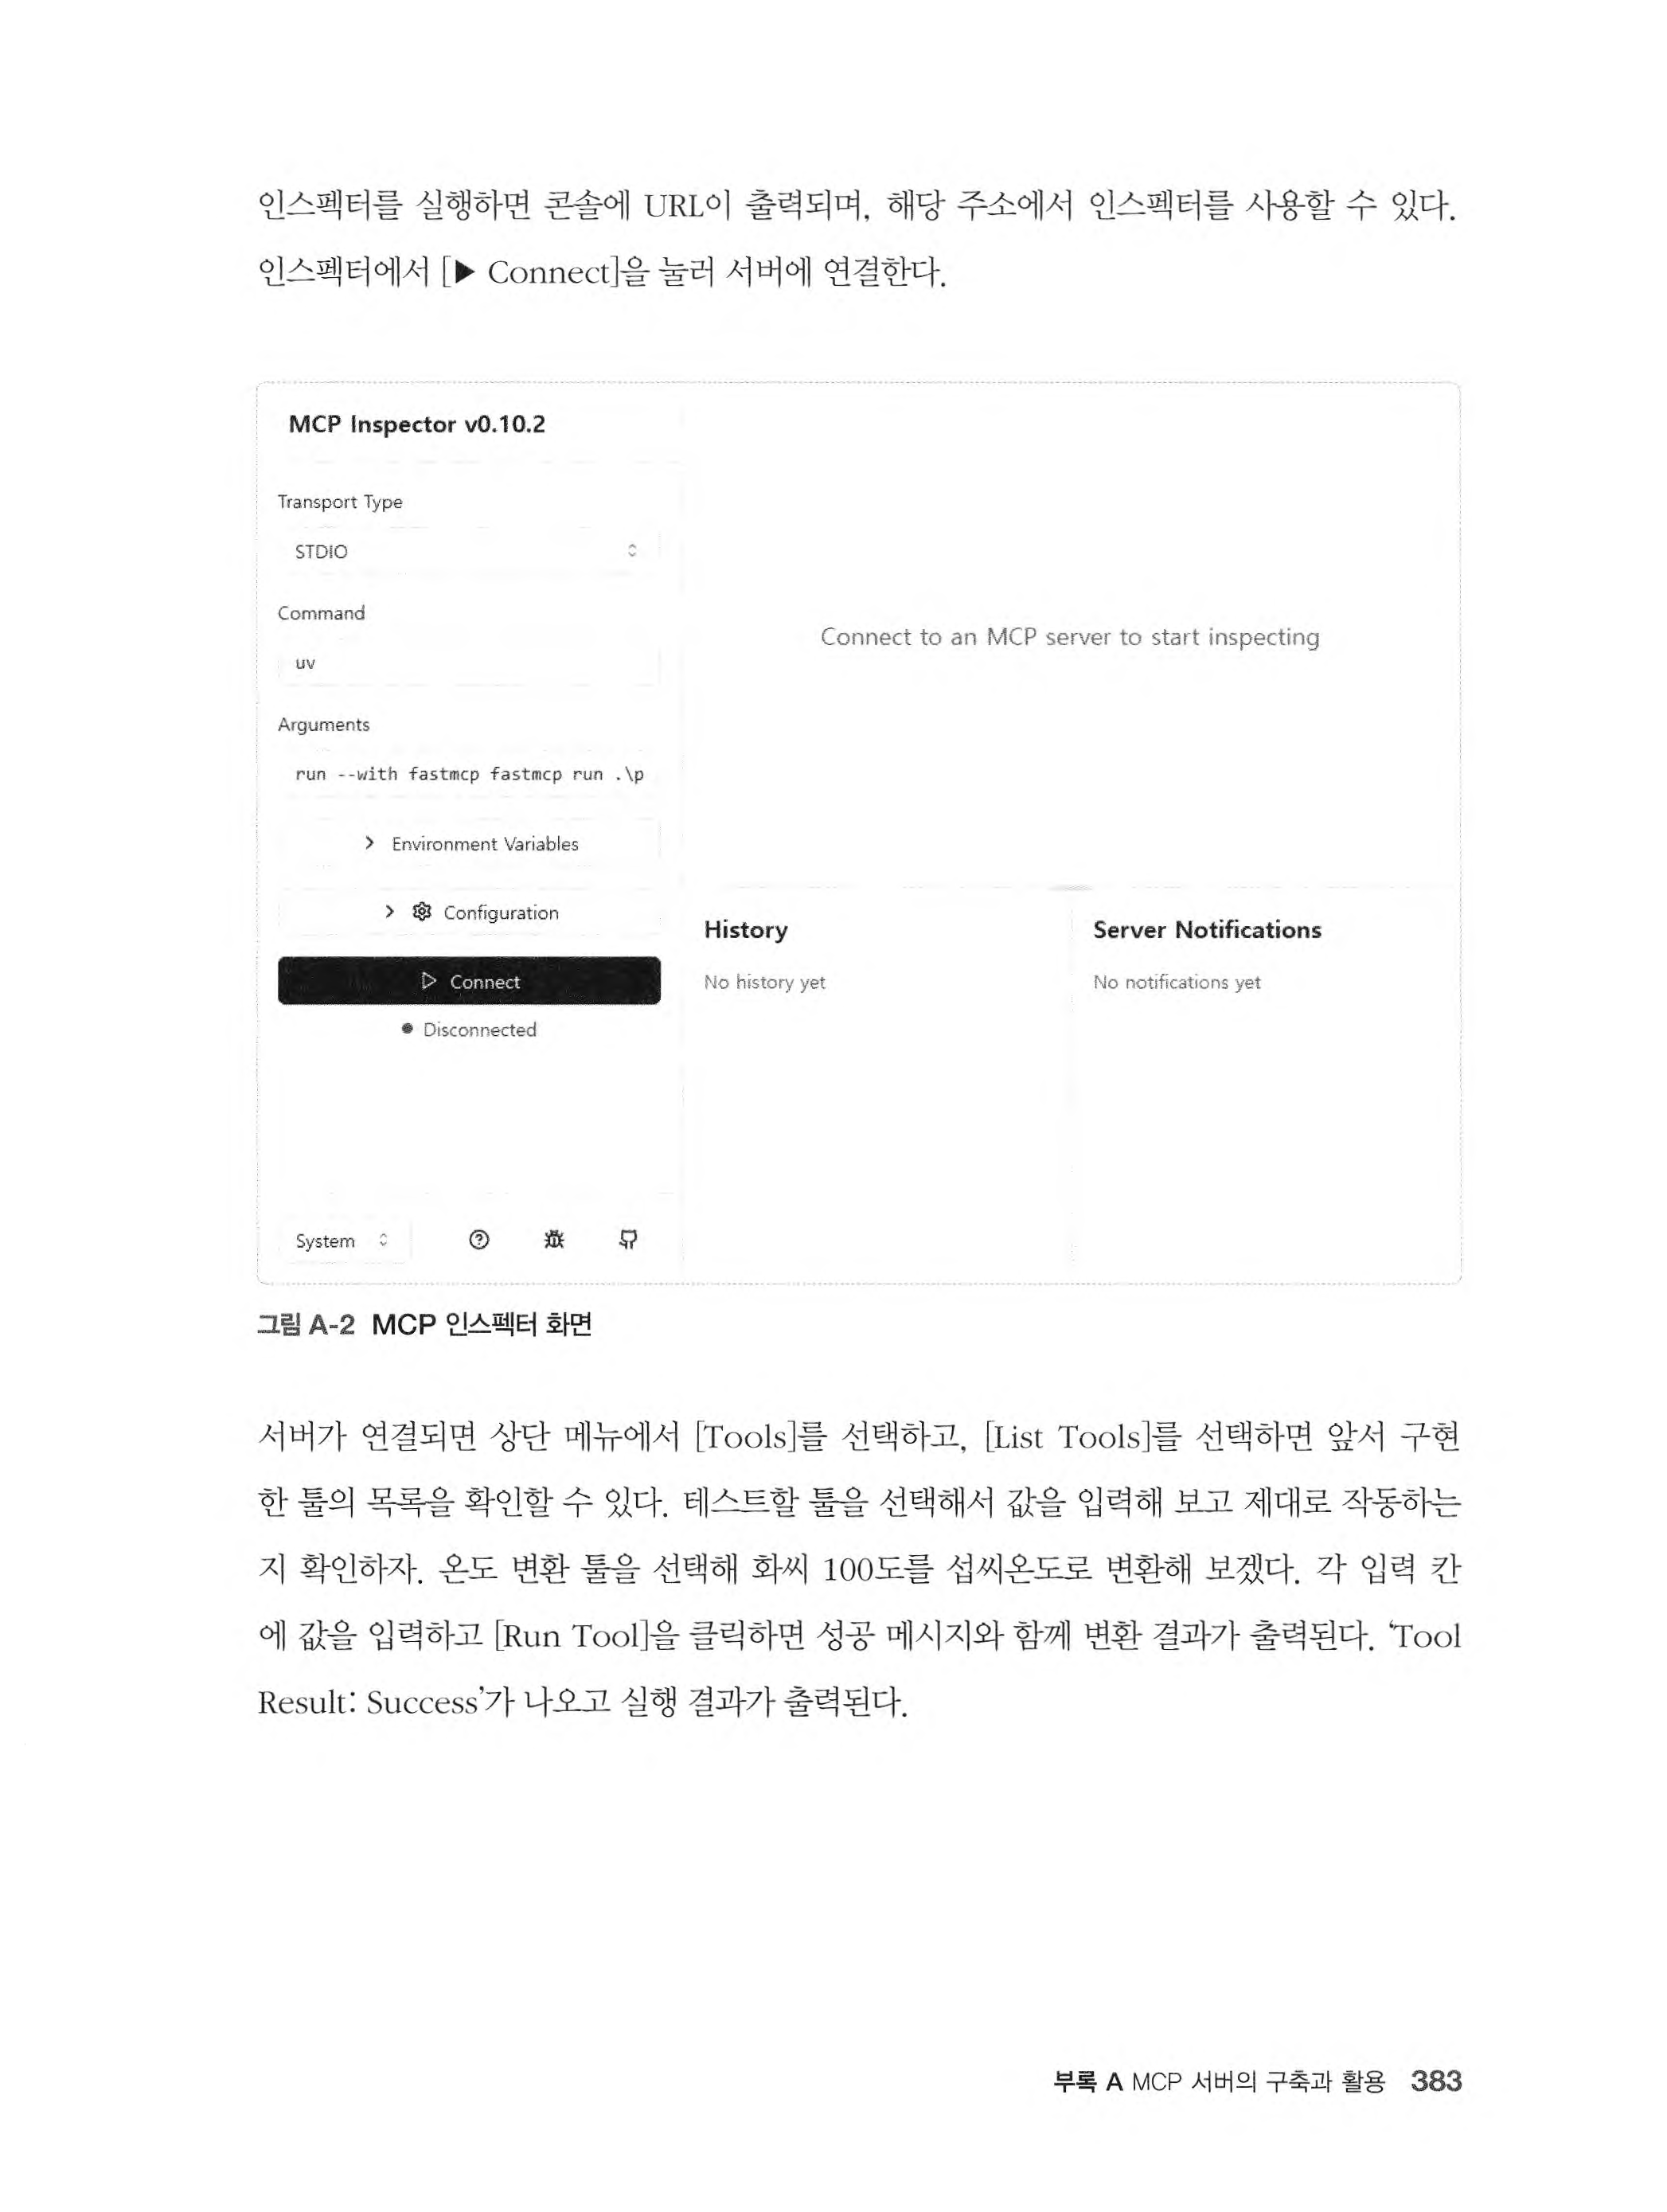 인스펙터를 실행하면 콘솔에 URL이 출력되며, 해당 주소에서 인스펙터를 사용할 수 있다.
인스펙터에서 [▶ Connect]을 눌러 서버에 연결한다.
MCP Inspector v0.10.2
Transport Type
STDIO
Command
uv
Arguments
run --with fastmcp fastmcp run .\p
Environment Variables
Configuration
Connect
Disconnected
System
Connect to an MCP server to start inspecting
History
No history yet
Server Notifications
No notifications yet
그림 A-2 MCP 인스펙터 화면
서버가 연결되면 상단 메뉴에서 [Tools]를 선택하고, [List Tools]를 선택하면 앞서 구현
한 툴의 목록을 확인할 수 있다. 테스트할 툴을 선택해서 값을 입력해 보고 제대로 작동하는
지 확인하자. 온도 변환 툴을 선택해 화씨 100도를 섭씨온도로 변환해 보겠다. 각 입력 칸
에 값을 입력하고 [Run Tool]을 클릭하면 성공 메시지와 함께 변환 결과가 출력된다. ‘Tool
Result: Success’가 나오고 실행 결과가 출력된다.
부록 A MCP 서버의 구축과 활용 383